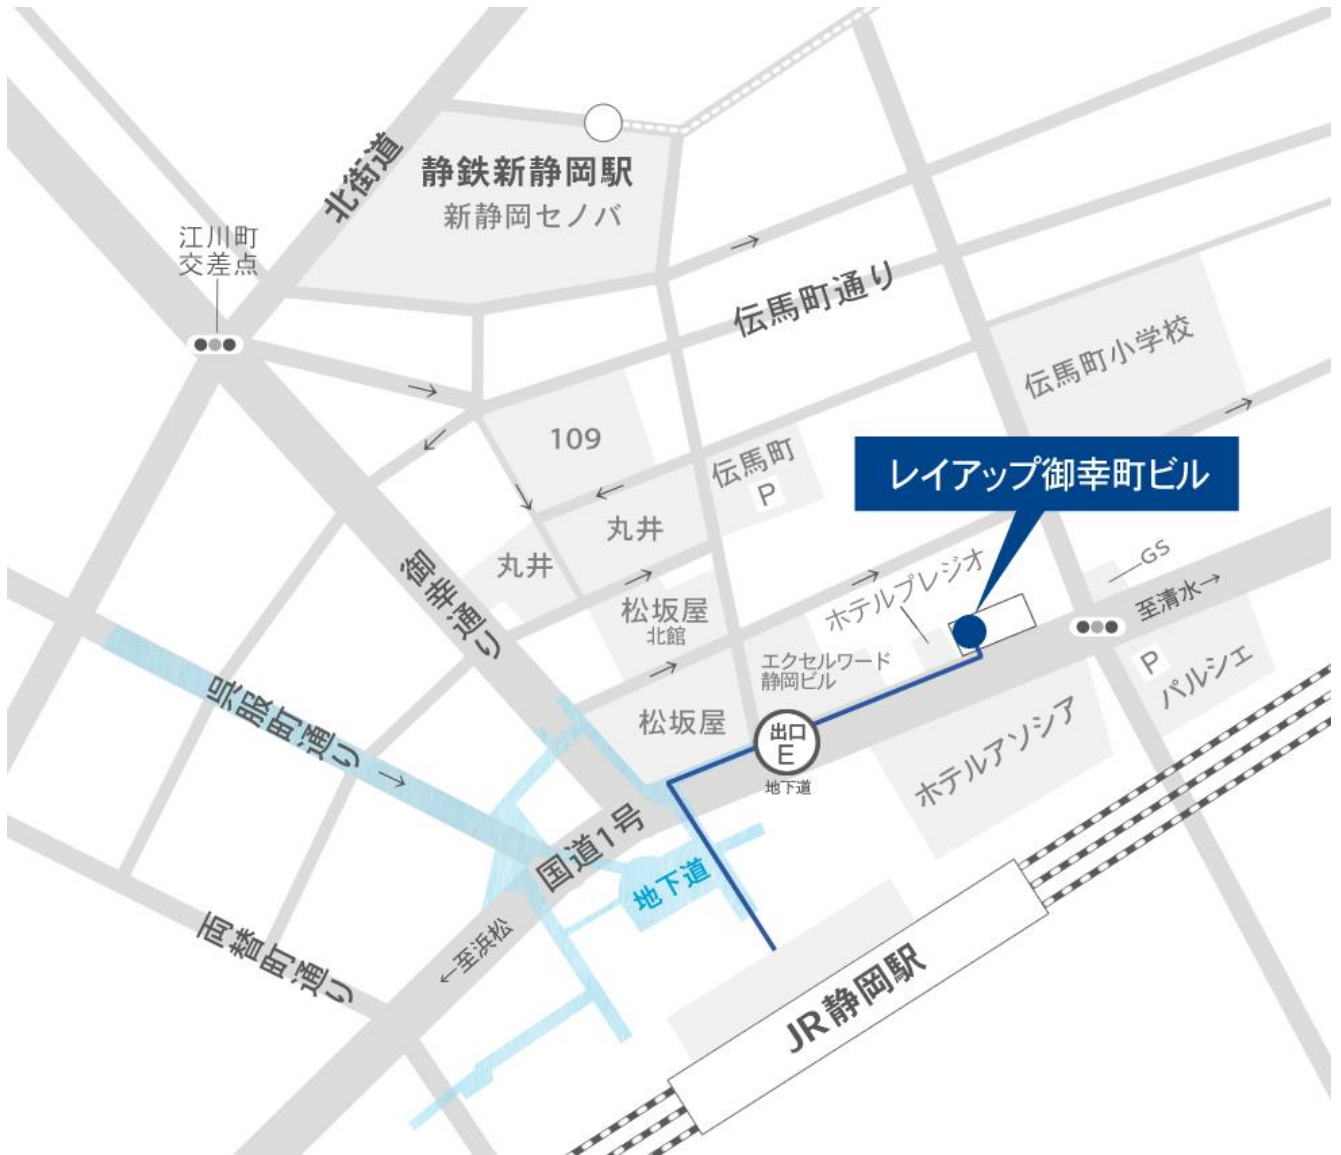 北街道
静鉄新静岡駅
新静岡セノバ
江川町
交差点
伝馬町通り
伝馬町小学校
109
伝馬町
P
レイアップ御幸町ビル
丸井
丸井
御幸通り
松坂屋
北館
ホテルプレジオ
GS
至清水→
エクセルワード
静岡ビル
P
パルシェ
呉服町通り
松坂屋
出口
E
地下道
ホテルアソシア
国道1号
地下道
←至浜松
両替町通り
JR静岡駅